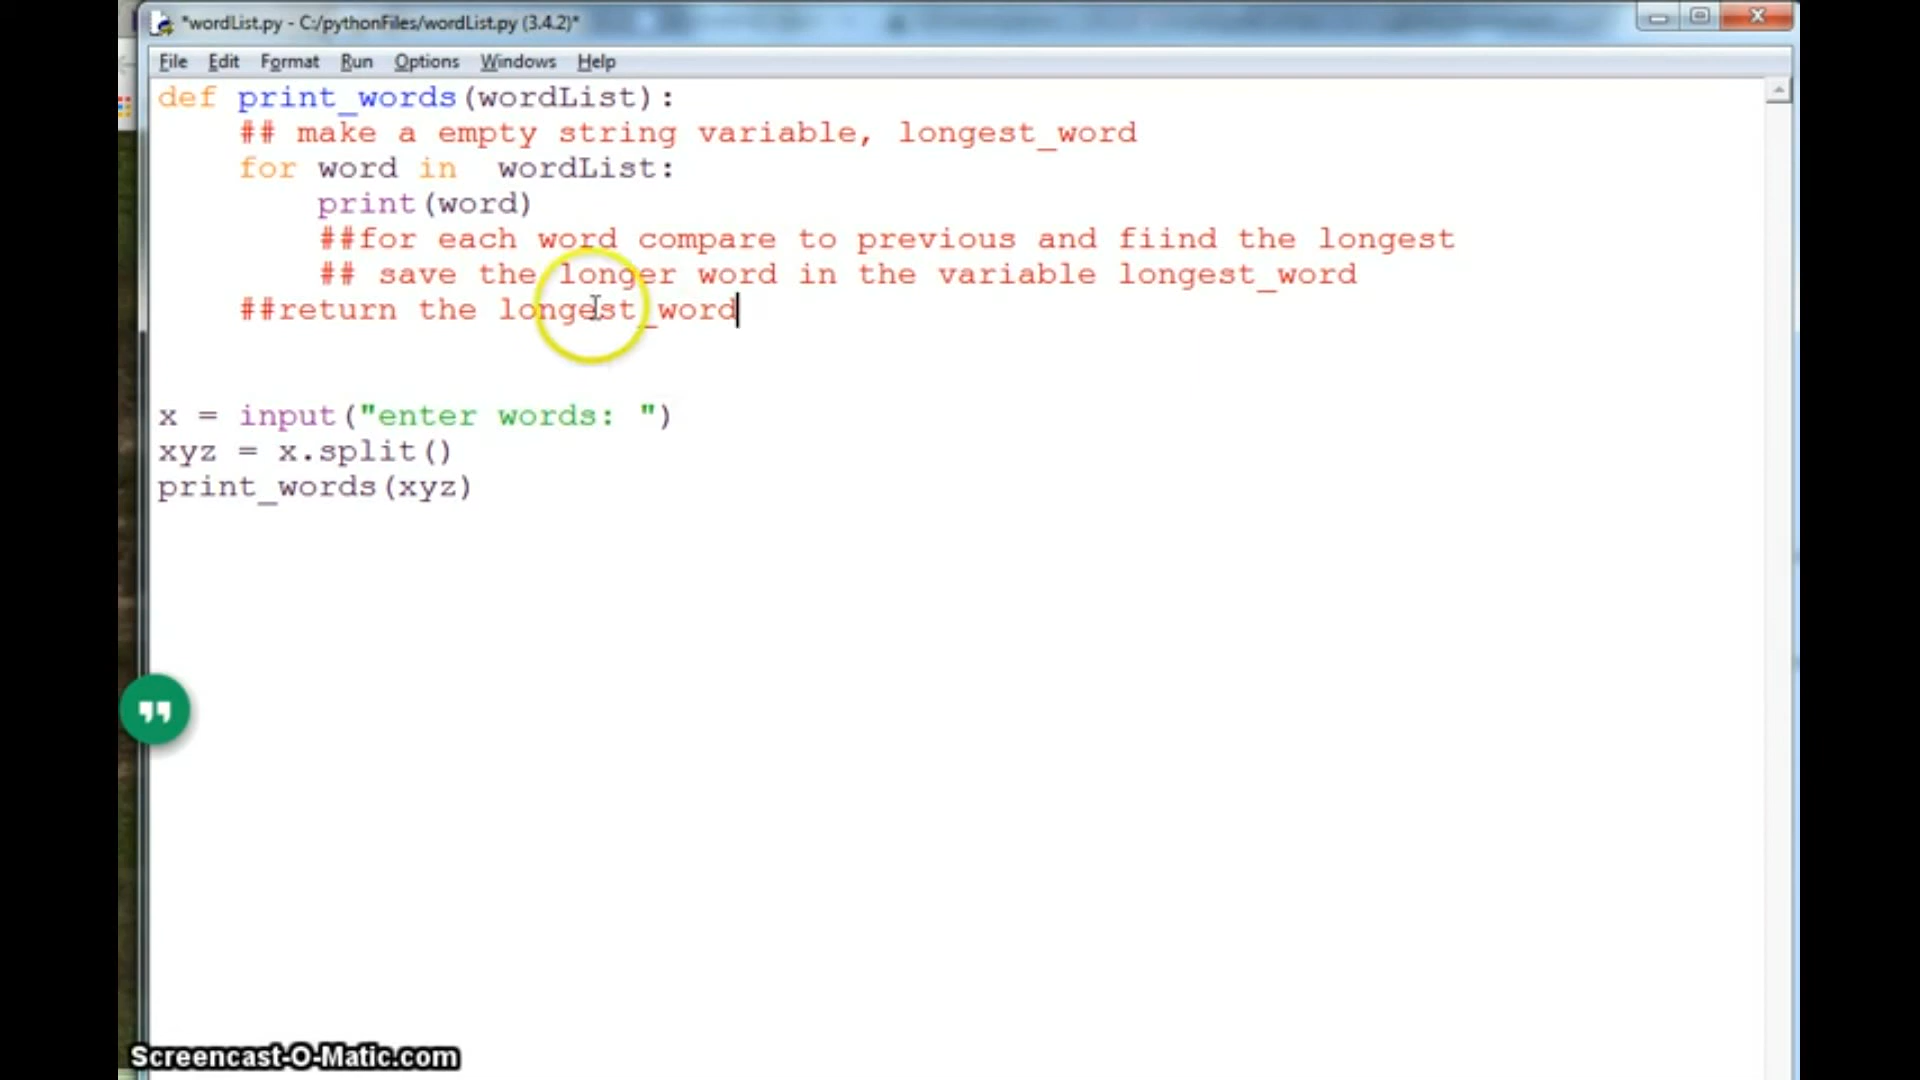 *wordList.py - C:/pythonFiles/wordList.py (3.4.2)*
File Edit Format Run Options Windows Help
def print_words(wordList):
## make a empty string variable, longest_word
for word in  wordList:
print(word)
##for each word compare to previous and fiind the longest
## save the longer word in the variable longest_word
##return the longest_word
x = input("enter words: ")
xyz = x.split()
print_words(xyz)
Screencast-O-Matic.com